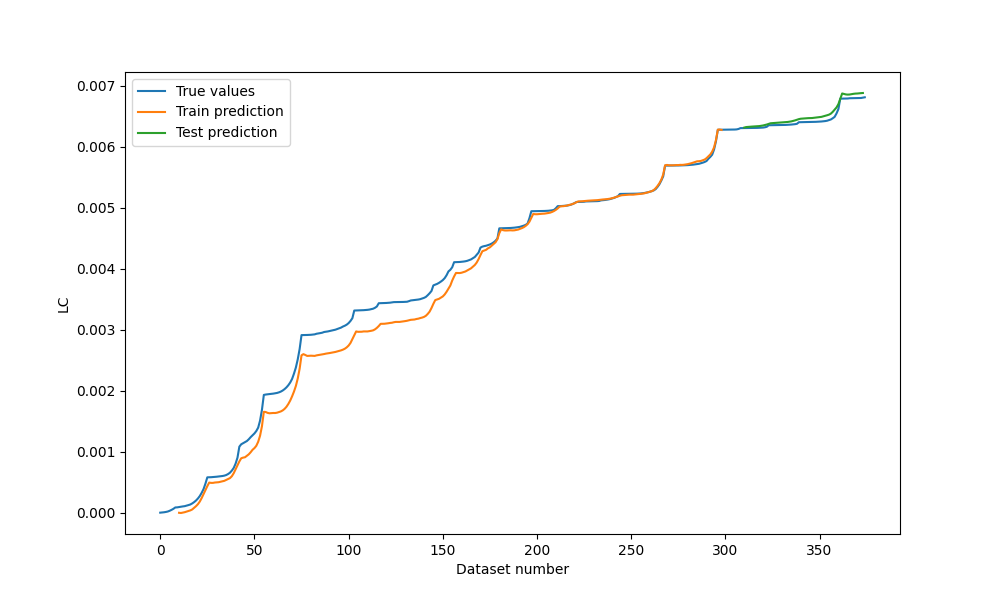 True values
Train prediction
Test prediction
0.007
0.006
0.005
0.004
0.003
0.002
0.001
0.000
LC
0 50 100 150 200 250 300 350
Dataset number